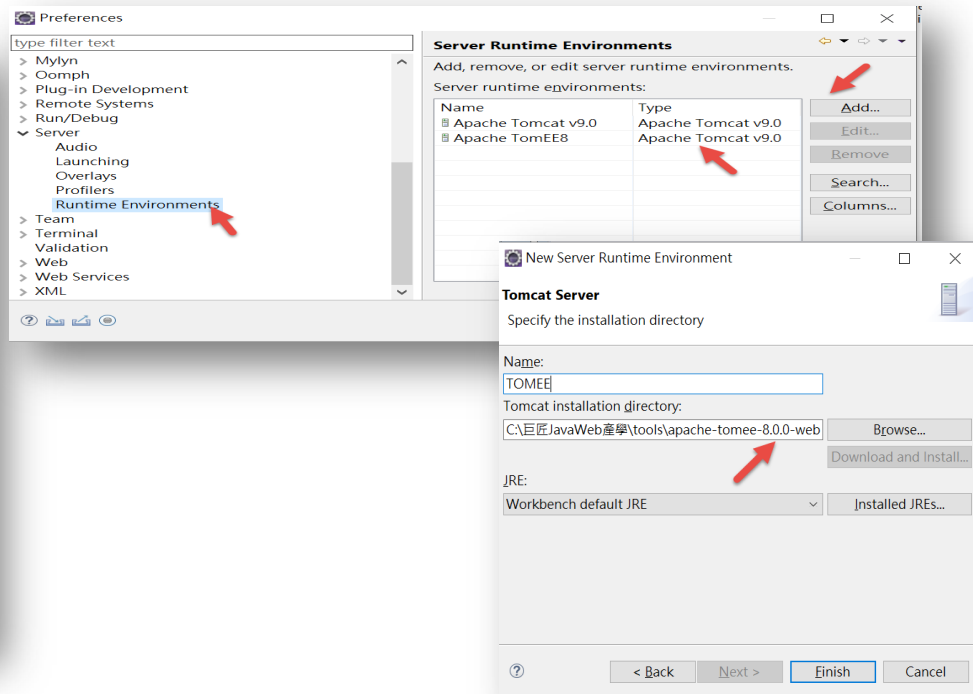 Preferences
type filter text
Mylyn
Oomph
Plug-in Development
Remote Systems
Run/Debug
Server
Audio
Launching
Overlays
Profilers
Runtime Environments
Team
Terminal
Validation
Web
Web Services
XML
Server Runtime Environments
Add, remove, or edit server runtime environments.
Server runtime environments:
Name Type
Apache Tomcat v9.0 Apache Tomcat v9.0
Apache TomEE8 Apache Tomcat v9.0
Add...
Edit...
Remove
Search...
Columns...
New Server Runtime Environment
Tomcat Server
Specify the installation directory
Name:
TOMEE
Tomcat installation directory:
C:\巨匠JavaWeb產學\tools\apache-tomee-8.0.0-web
Browse...
Download and Install...
JRE:
Workbench default JRE
Installed JREs...
< Back
Next >
Finish
Cancel